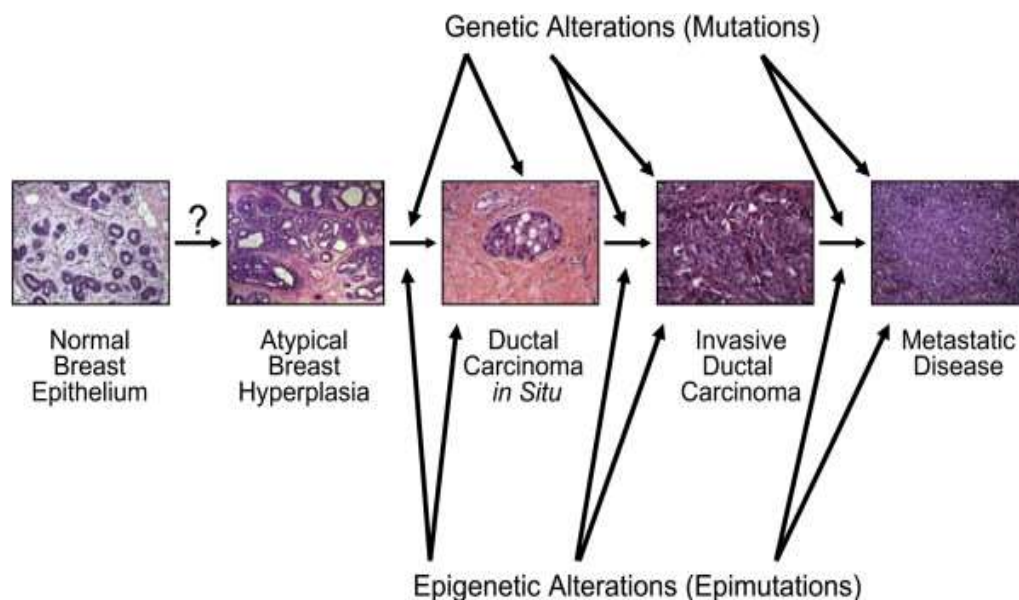 Genetic Alterations (Mutations)
?
Normal
Breast
Epithelium
Atypical
Breast
Hyperplasia
Ductal
Carcinoma
in Situ
Invasive
Ductal
Carcinoma
Metastatic
Disease
Epigenetic Alterations (Epimutations)